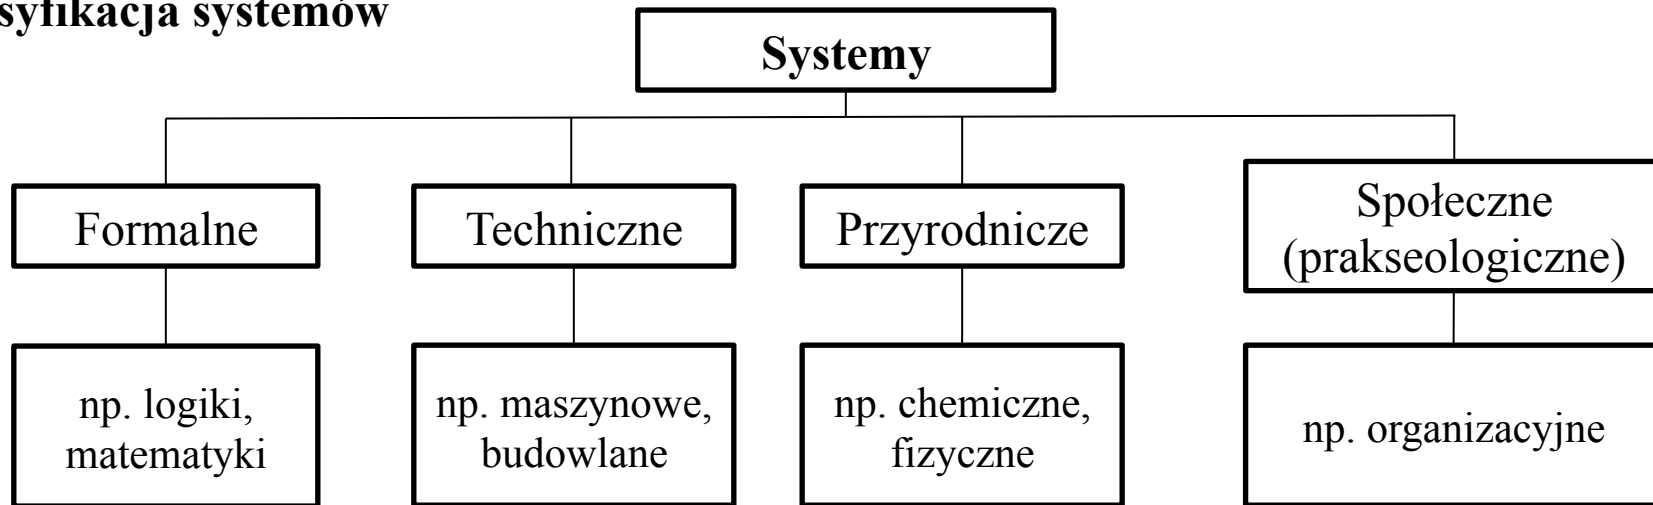 syfikacja systemów
Systemy
Formalne
Techniczne
Przyrodnicze
Społeczne
(prakseologiczne)
np. logiki,
matematyki
np. maszynowe,
budowlane
np. chemiczne,
fizyczne
np. organizacyjne